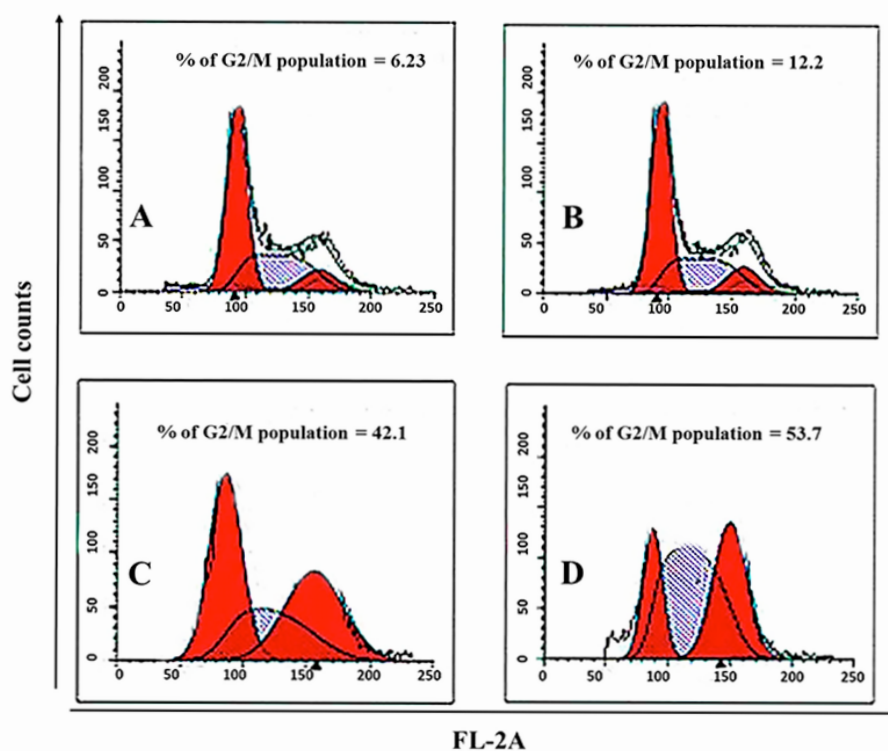 % of G2/M population = 6.23
200
150
100
50
0
A
0 50 100 150 200 250
% of G2/M population = 12.2
200
150
100
50
0
B
0 50 100 150 200 250
Cell counts
% of G2/M population = 42.1
200
150
100
50
0
C
0 50 100 150 200 250
% of G2/M population = 53.7
200
150
100
50
0
D
0 50 100 150 200 250
FL-2A